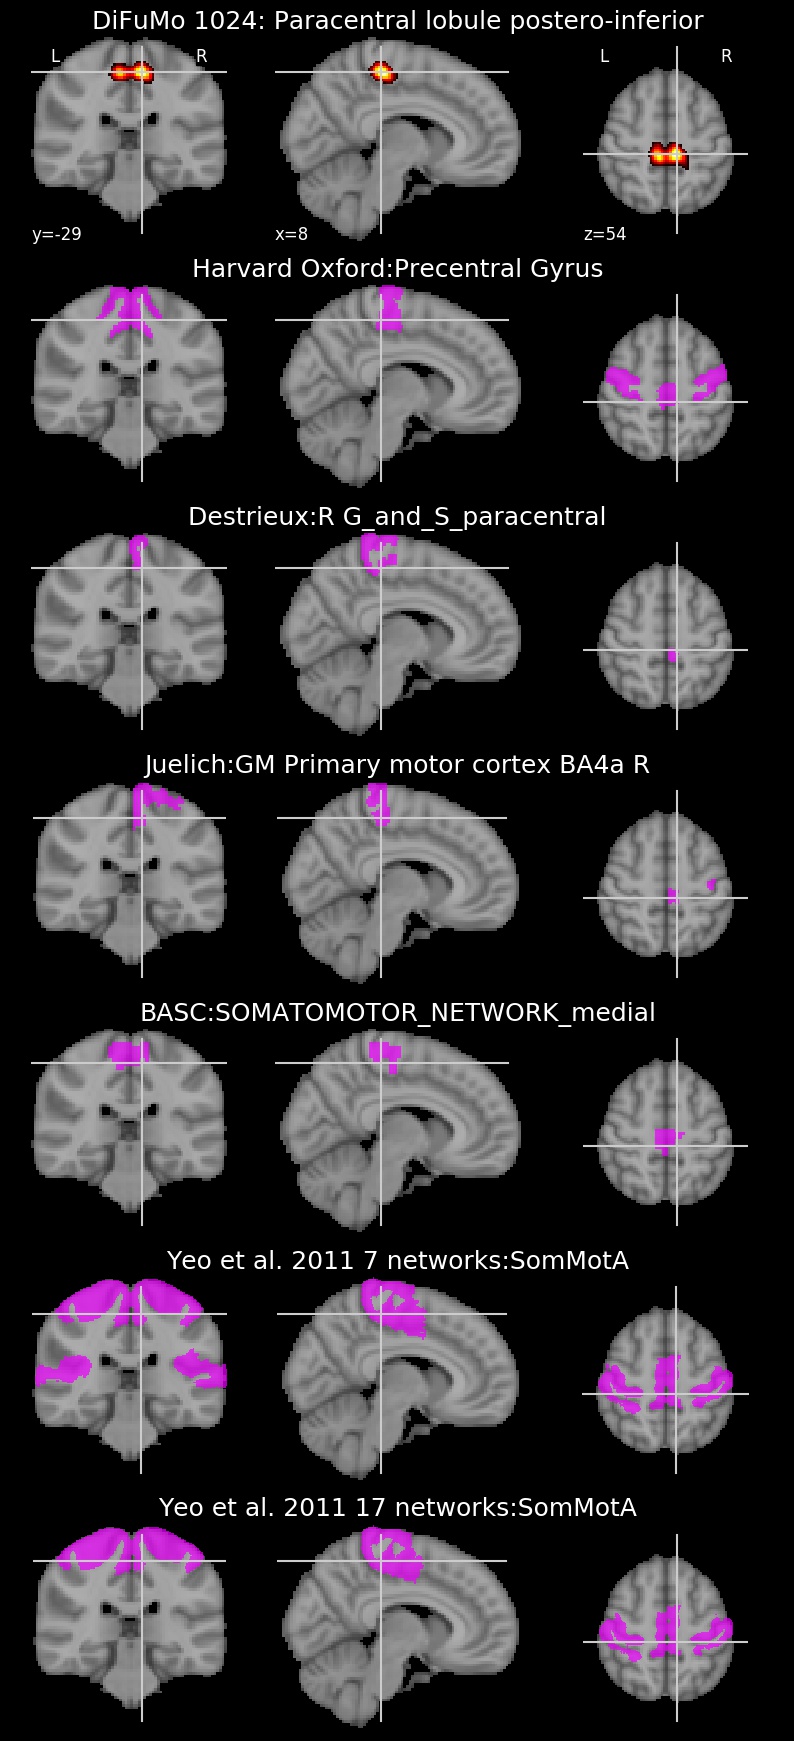 DiFuMo 1024: Paracentral lobule postero-inferior
L R L R
y=-29 x=8 z=54
Harvard Oxford:Precentral Gyrus
Destrieux:R G_and_S_paracentral
Juelich:GM Primary motor cortex BA4a R
BASC:SOMATOMOTOR_NETWORK_medial
Yeo et al. 2011 7 networks:SomMotA
Yeo et al. 2011 17 networks:SomMotA